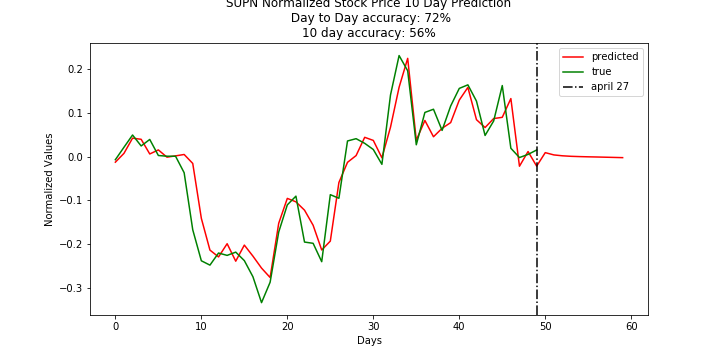 SUPN Normalized Stock Price 10 Day Prediction
Day to Day accuracy: 72%
10 day accuracy: 56%
predicted
true
april 27
0.2
0.1
0.0
−0.1
−0.2
−0.3
Normalized Values
0 10 20 30 40 50 60
Days